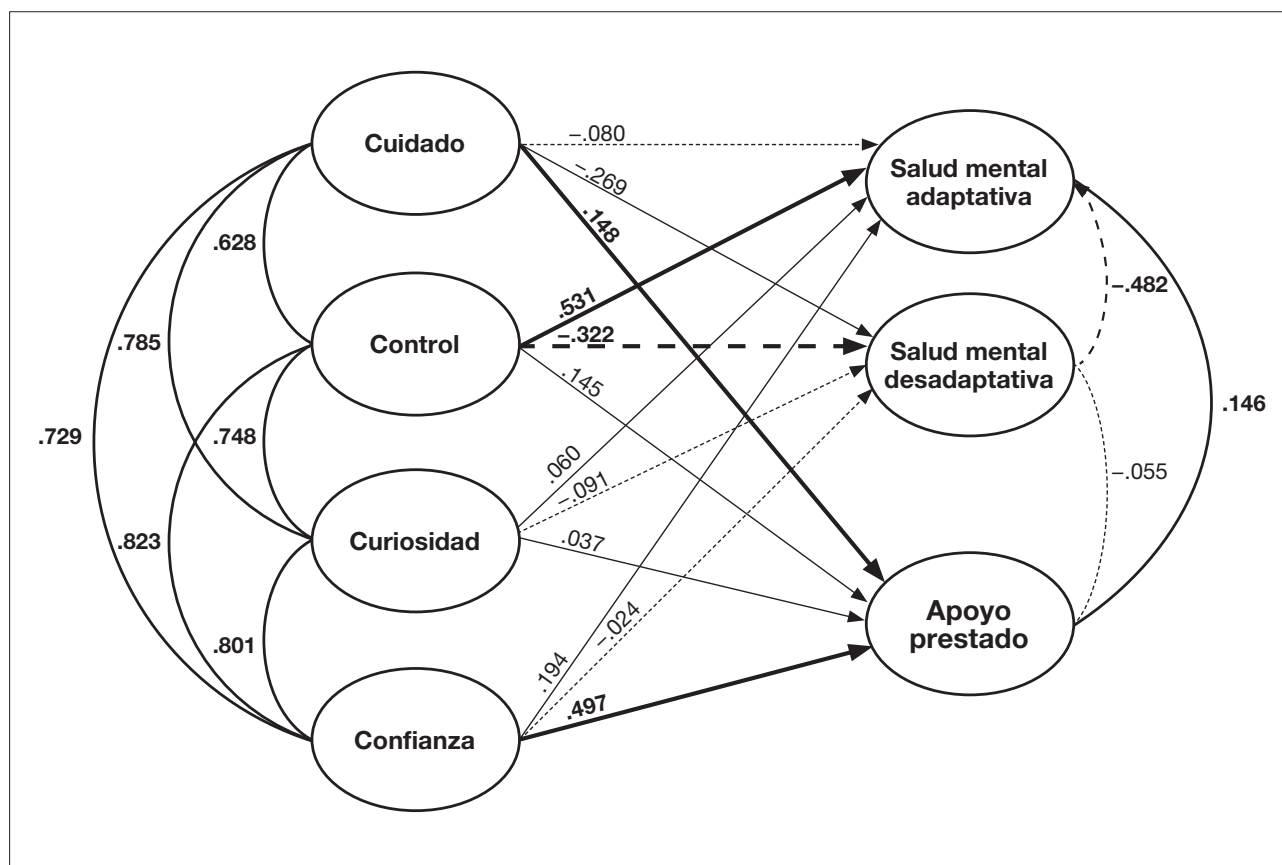 Cuidado
Control
Curiosidad
Confianza
Salud mental
adaptativa
Salud mental
desadaptativa
Apoyo
prestado
.628
.785
.748
.729
.823
.801
−.080
−.269
.148
.531
−.322
.145
.060
−.091
.037
.194
−.024
.497
−.482
.146
−.055